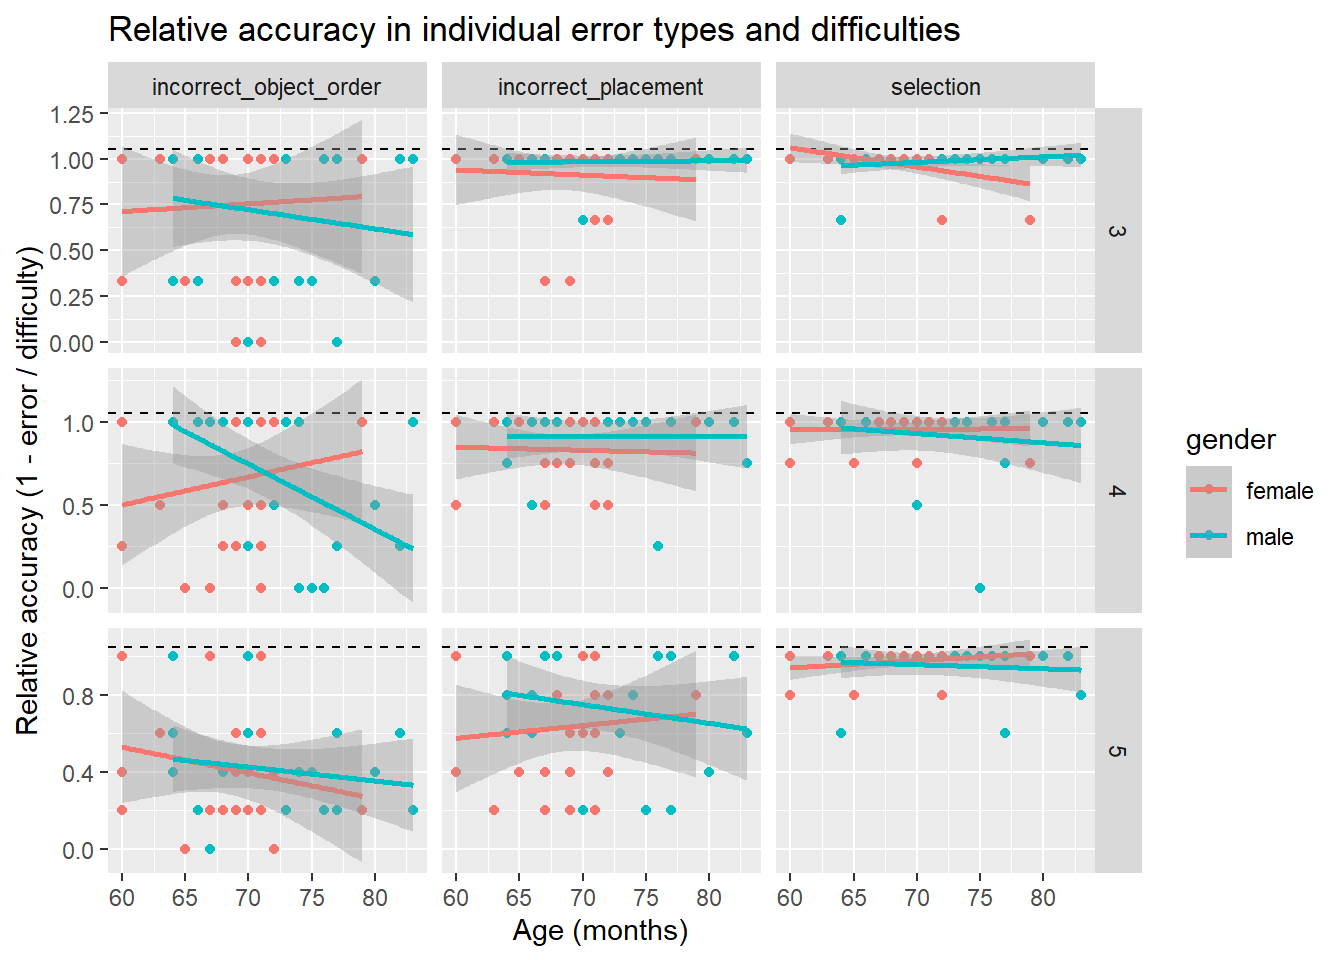 Relative accuracy in individual error types and difficulties
incorrect_object_order
incorrect_placement
selection
Relative accuracy (1 - error / difficulty)
1.25
1.00
0.75
0.50
0.25
0.00
3
1.0
0.5
0.0
4
0.8
0.4
0.0
5
60 65 70 75 80
60 65 70 75 80
60 65 70 75 80
Age (months)
gender
female
male